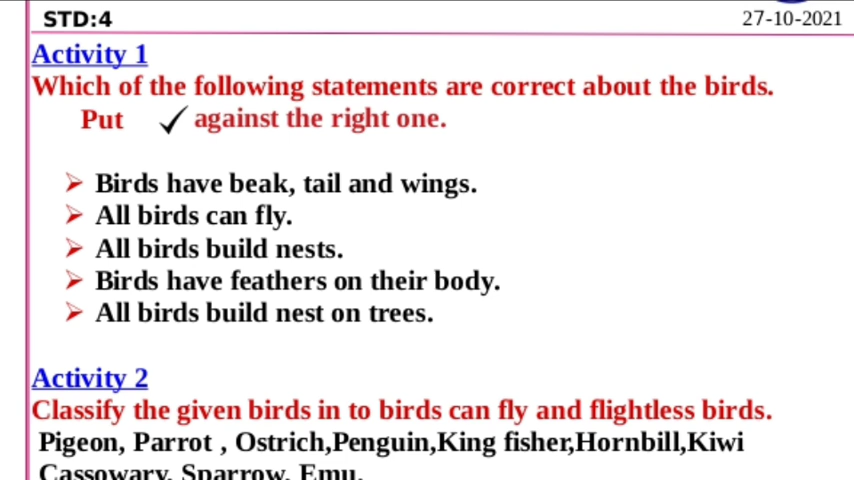 STD:4
27-10-2021
Activity 1
Which of the following statements are correct about the birds.
Put ✓ against the right one.
➢ Birds have beak, tail and wings.
➢ All birds can fly.
➢ All birds build nests.
➢ Birds have feathers on their body.
➢ All birds build nest on trees.
Activity 2
Classify the given birds in to birds can fly and flightless birds.
Pigeon, Parrot , Ostrich,Penguin,King fisher,Hornbill,Kiwi
Cassowary, Sparrow, Emu.